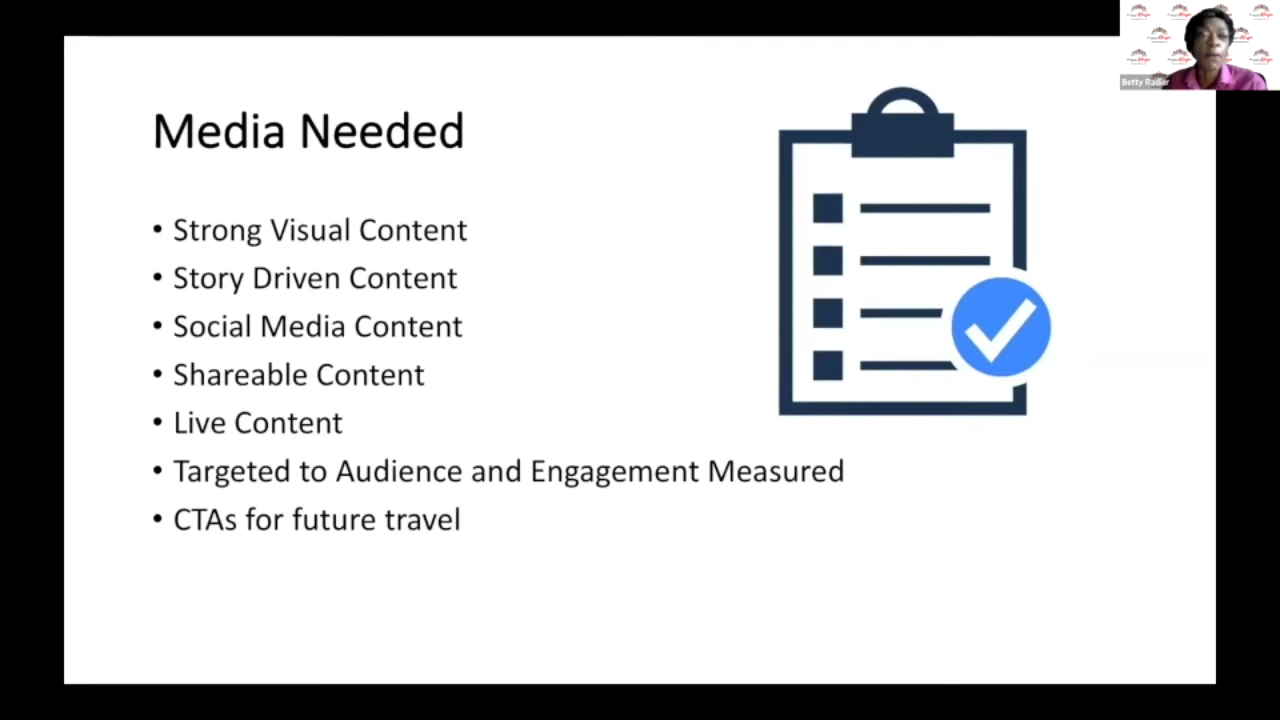 Media Needed
• Strong Visual Content
• Story Driven Content
• Social Media Content
• Shareable Content
• Live Content
• Targeted to Audience and Engagement Measured
• CTAs for future travel
Betty